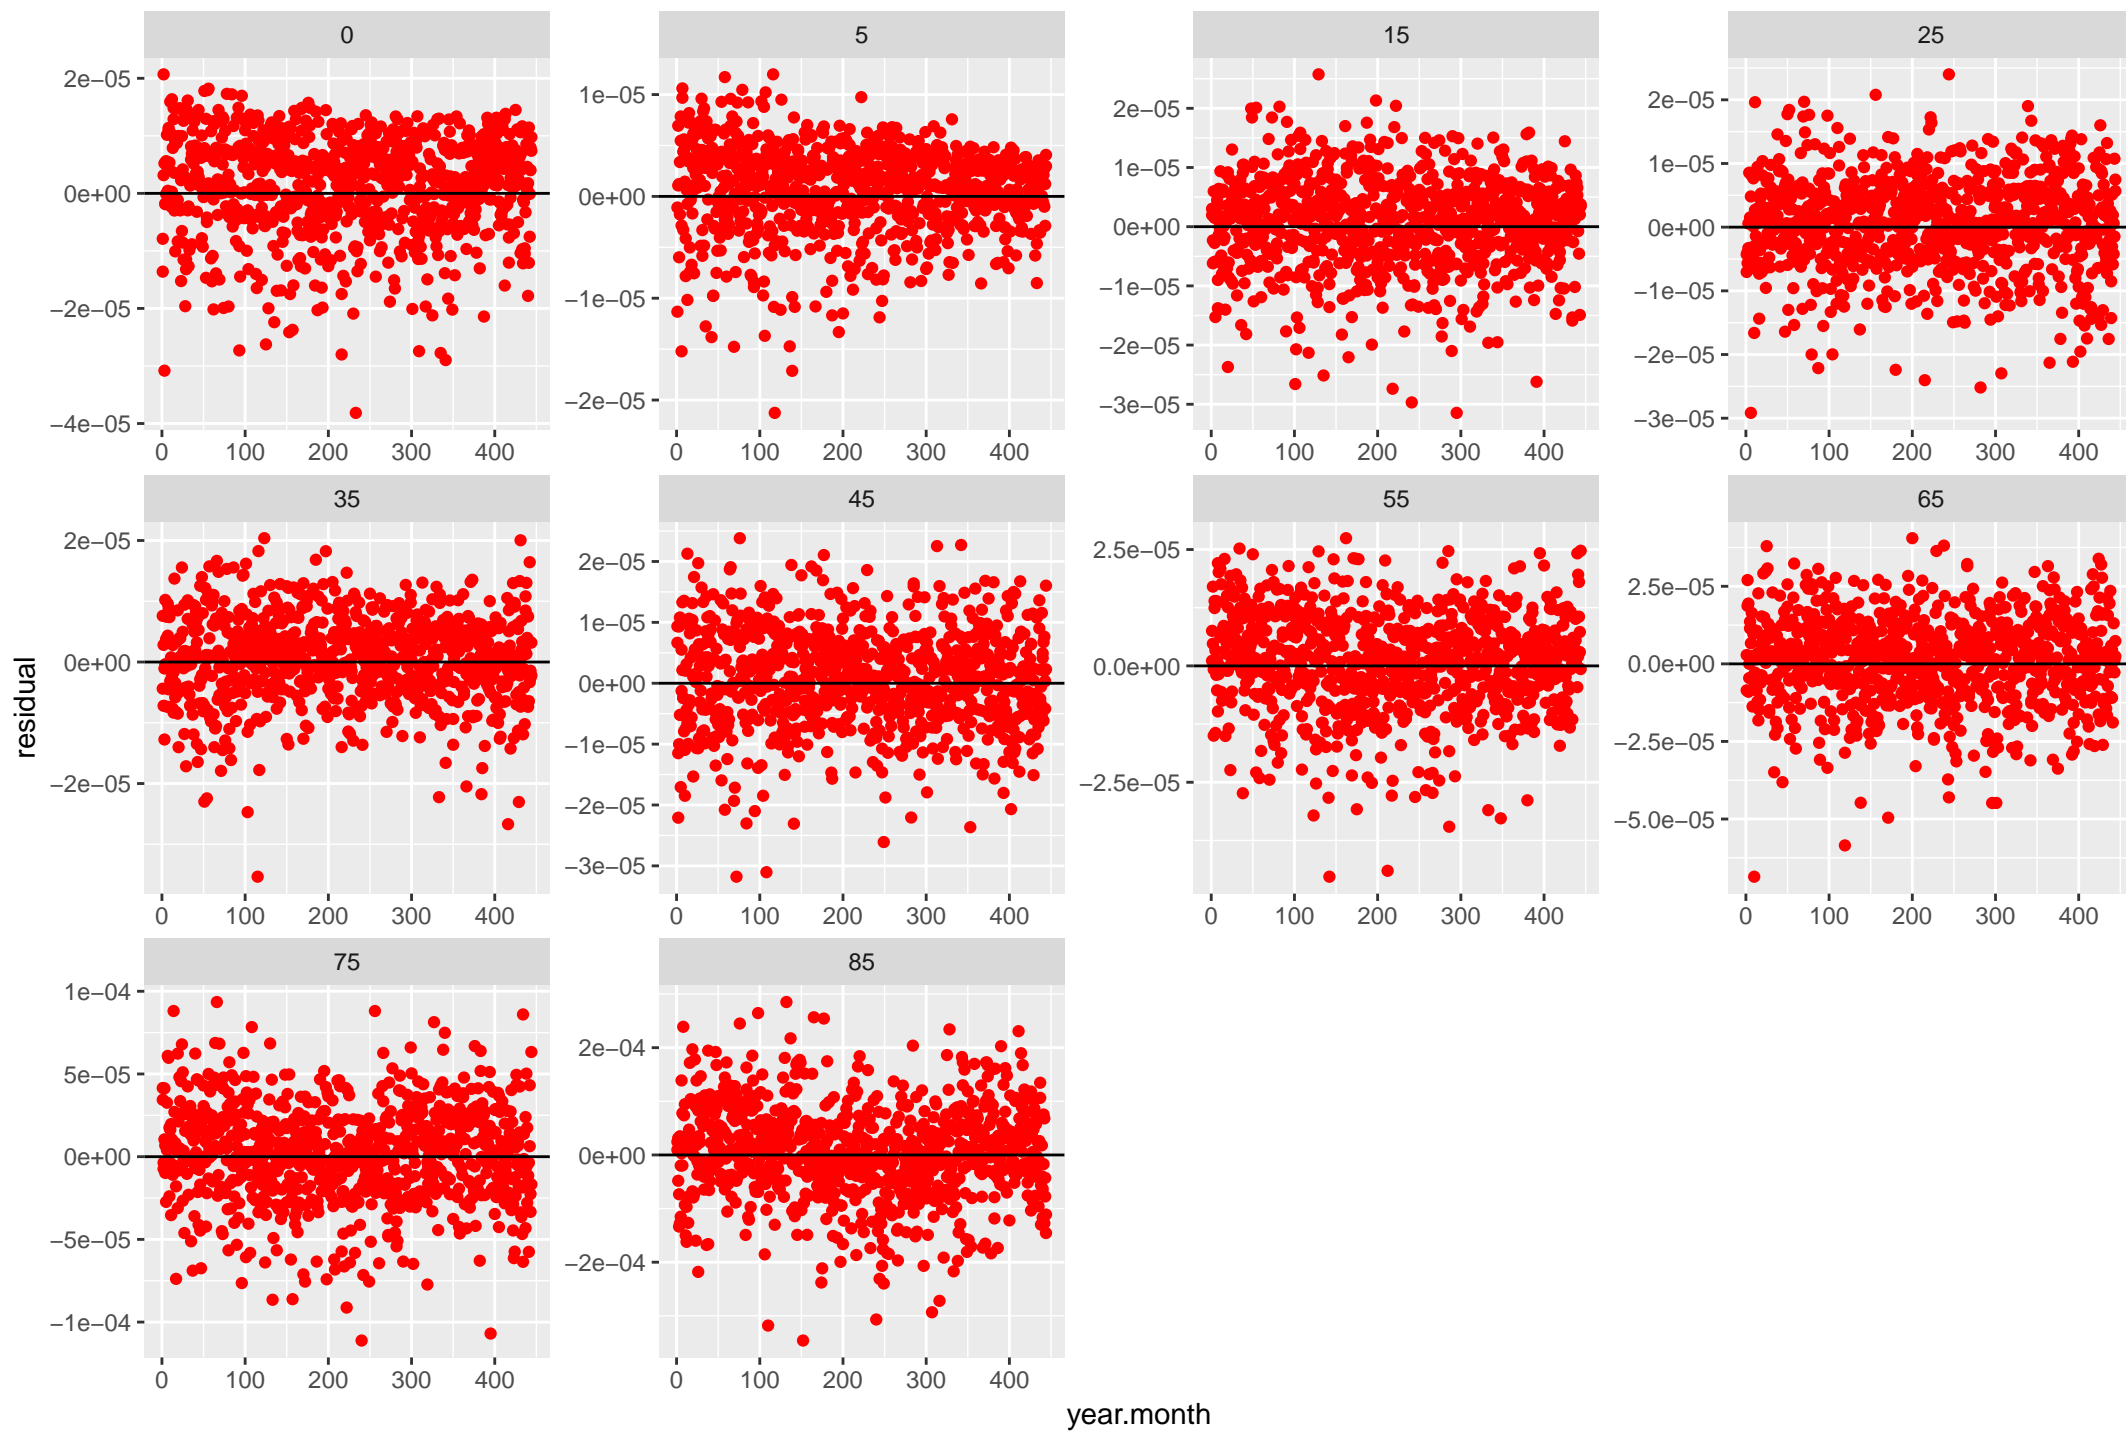 0 5 15 25
2e−05
0e+00
−2e−05
−4e−05
0 100 200 300 400
1e−05
0e+00
−1e−05
−2e−05
0 100 200 300 400
2e−05
1e−05
0e+00
−1e−05
−2e−05
−3e−05
0 100 200 300 400
2e−05
1e−05
0e+00
−1e−05
−2e−05
−3e−05
0 100 200 300 400
35 45 55 65
2e−05
0e+00
−2e−05
0 100 200 300 400
2e−05
1e−05
0e+00
−1e−05
−2e−05
−3e−05
0 100 200 300 400
2.5e−05
0.0e+00
−2.5e−05
0 100 200 300 400
2.5e−05
0.0e+00
−2.5e−05
−5.0e−05
0 100 200 300 400
75 85
1e−04
5e−05
0e+00
−5e−05
−1e−04
0 100 200 300 400
2e−04
0e+00
−2e−04
0 100 200 300 400
residual
year.month